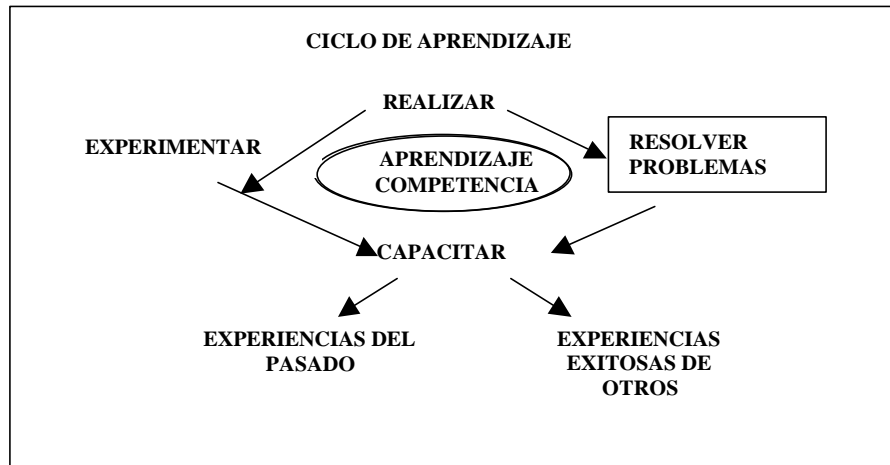 CICLO DE APRENDIZAJE
REALIZAR
EXPERIMENTAR
APRENDIZAJE
COMPETENCIA
RESOLVER
PROBLEMAS
CAPACITAR
EXPERIENCIAS DEL
PASADO
EXPERIENCIAS
EXITOSAS DE
OTROS